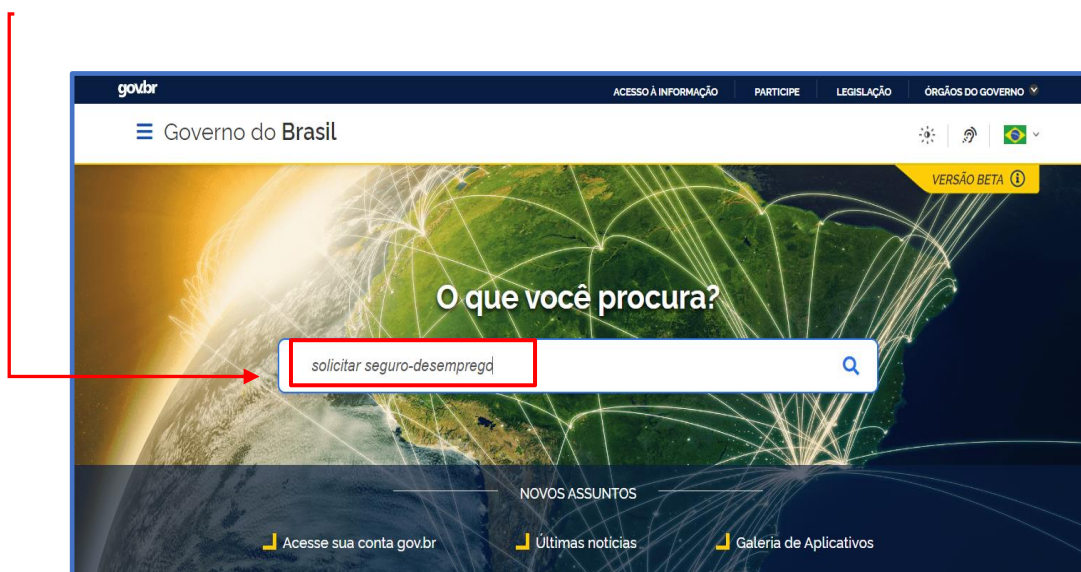 gov.br ACESSO À INFORMAÇÃO PARTICIPE LEGISLAÇÃO ÓRGÃOS DO GOVERNO
Governo do Brasil
VERSÃO BETA
O que você procura?
solicitar seguro-desemprego
NOVOS ASSUNTOS
Acesse sua conta gov.br Últimas notícias Galeria de Aplicativos